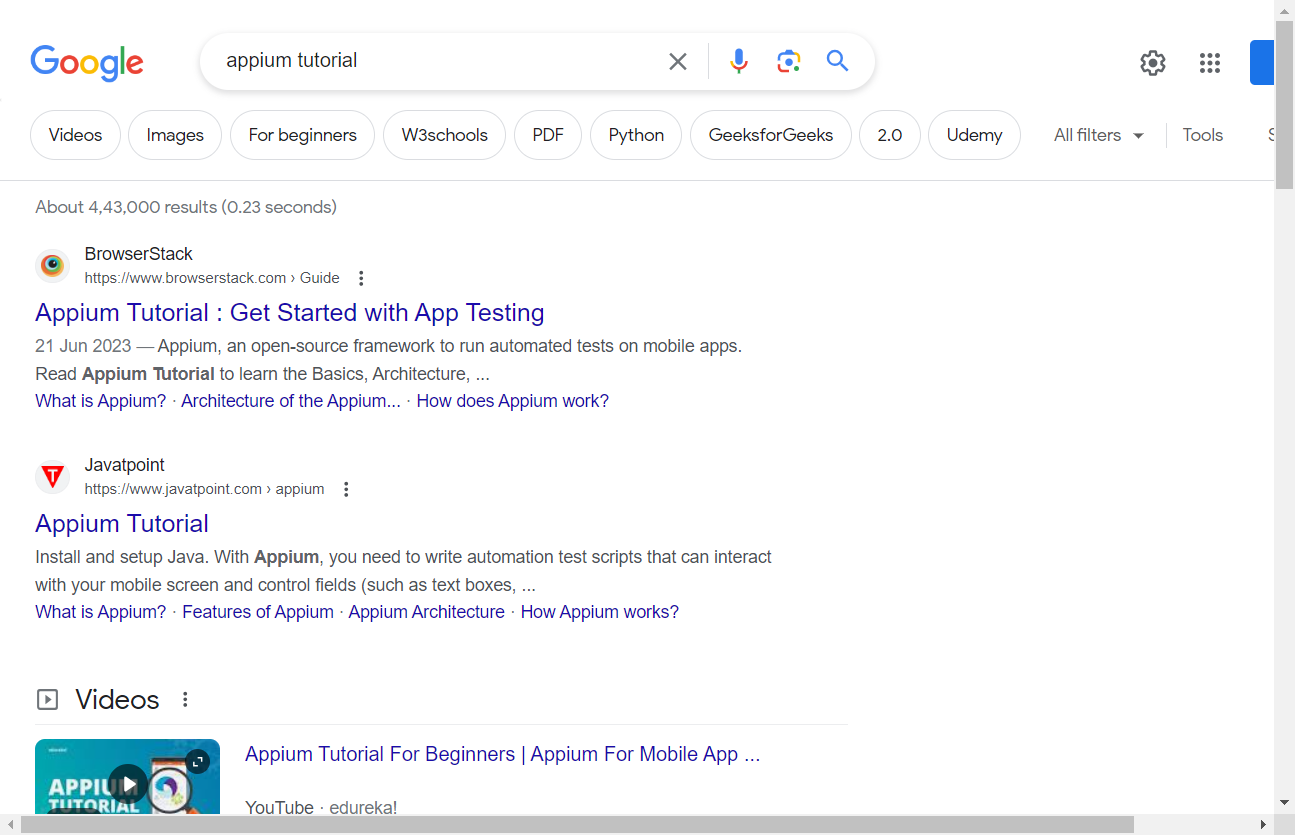 Google
appium tutorial
Videos Images For beginners W3schools PDF Python GeeksforGeeks 2.0 Udemy All filters Tools S
About 4,43,000 results (0.23 seconds)
BrowserStack
https://www.browserstack.com › Guide
Appium Tutorial : Get Started with App Testing
21 Jun 2023 — Appium, an open-source framework to run automated tests on mobile apps.
Read Appium Tutorial to learn the Basics, Architecture, ...
What is Appium? · Architecture of the Appium... · How does Appium work?
T
Javatpoint
https://www.javatpoint.com › appium
Appium Tutorial
Install and setup Java. With Appium, you need to write automation test scripts that can interact
with your mobile screen and control fields (such as text boxes, ...
What is Appium? · Features of Appium · Appium Architecture · How Appium works?
Videos
Appium Tutorial For Beginners | Appium For Mobile App ...
YouTube · edureka!
APPIUM
TUTORIAL